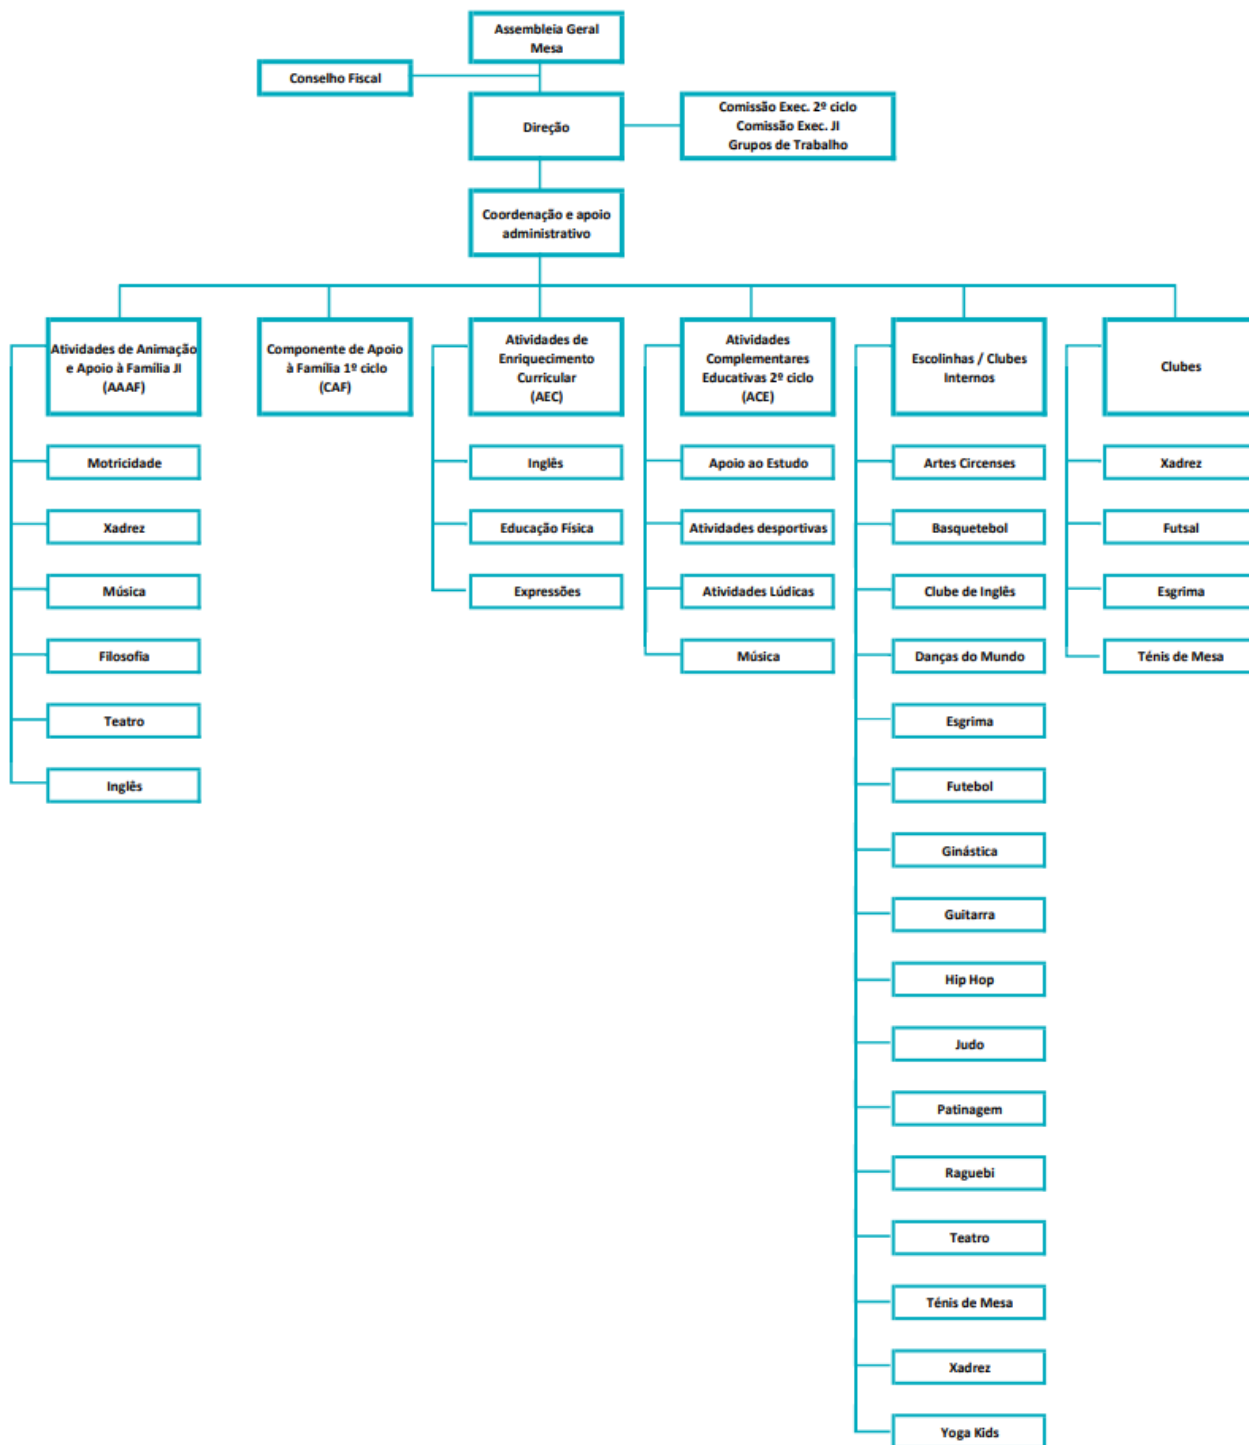 Assembleia Geral
Mesa
Conselho Fiscal
Direção
Comissão Exec. 2º ciclo
Comissão Exec. JI
Grupos de Trabalho
Coordenação e apoio
administrativo
Atividades de Animação
e Apoio à Família JI
(AAAF)
Motricidade
Xadrez
Música
Filosofia
Teatro
Inglês
Componente de Apoio
à Família 1º ciclo
(CAF)
Atividades de
Enriquecimento
Curricular
(AEC)
Inglês
Educação Física
Expressões
Atividades
Complementares
Educativas 2º ciclo
(ACE)
Apoio ao Estudo
Atividades desportivas
Atividades Lúdicas
Música
Escolinhas / Clubes
Internos
Artes Circenses
Basquetebol
Clube de Inglês
Danças do Mundo
Esgrima
Futebol
Ginástica
Guitarra
Hip Hop
Judo
Patinagem
Raguebi
Teatro
Ténis de Mesa
Xadrez
Yoga Kids
Clubes
Xadrez
Futsal
Esgrima
Ténis de Mesa